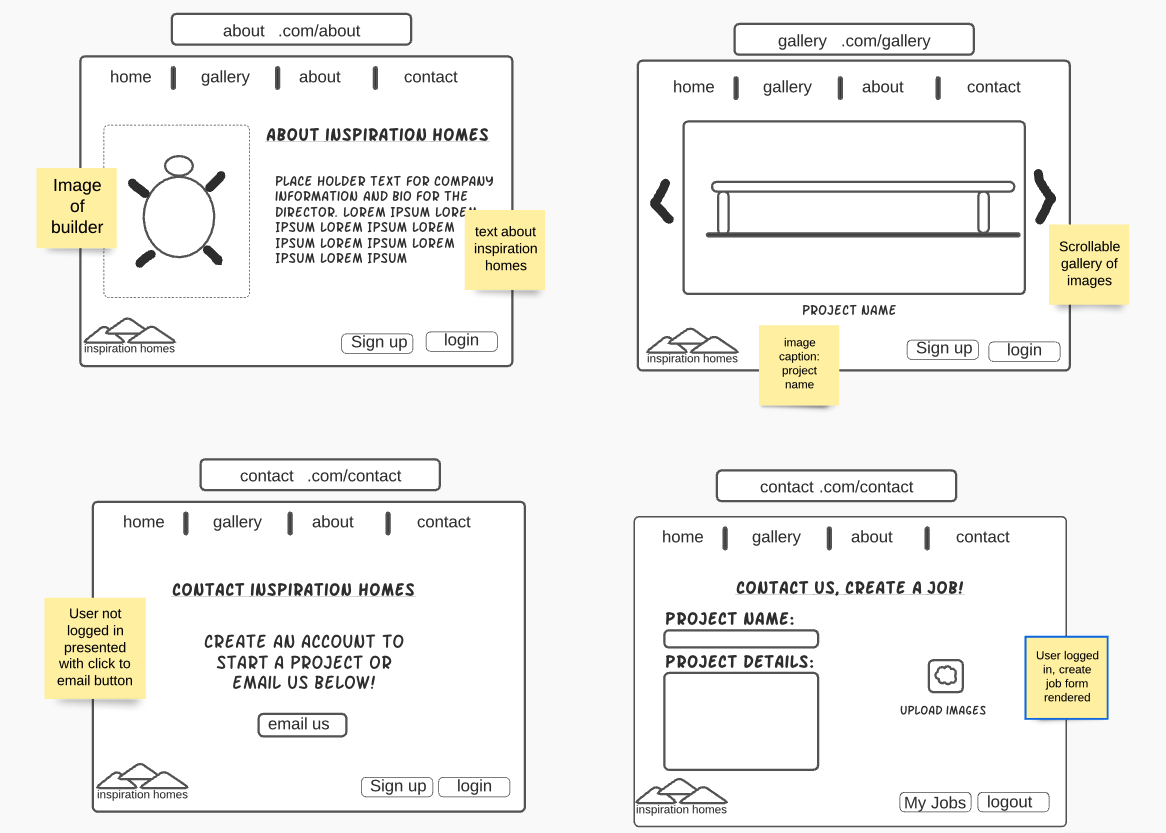 about .com/about
home gallery about contact
ABOUT INSPIRATION HOMES
Image
of
builder
PLACE HOLDER TEXT FOR COMPANY
INFORMATION AND BIO FOR THE
DIRECTOR. LOREM IPSUM LOREM
IPSUM LOREM IPSUM LOREM
IPSUM LOREM IPSUM LOREM
IPSUM LOREM IPSUM
text about
inspiration
homes
inspiration homes
Sign up login
gallery .com/gallery
home gallery about contact
Scrollable
gallery of
images
PROJECT NAME
image
caption:
project
name
inspiration homes
Sign up login
contact .com/contact
home gallery about contact
CONTACT INSPIRATION HOMES
User not
logged in
presented
with click to
email button
CREATE AN ACCOUNT TO
START A PROJECT OR
EMAIL US BELOW!
email us
inspiration homes
Sign up login
contact .com/contact
home gallery about contact
CONTACT US, CREATE A JOB!
PROJECT NAME:
PROJECT DETAILS:
UPLOAD IMAGES
User logged
in, create
job form
rendered
inspiration homes
My Jobs logout